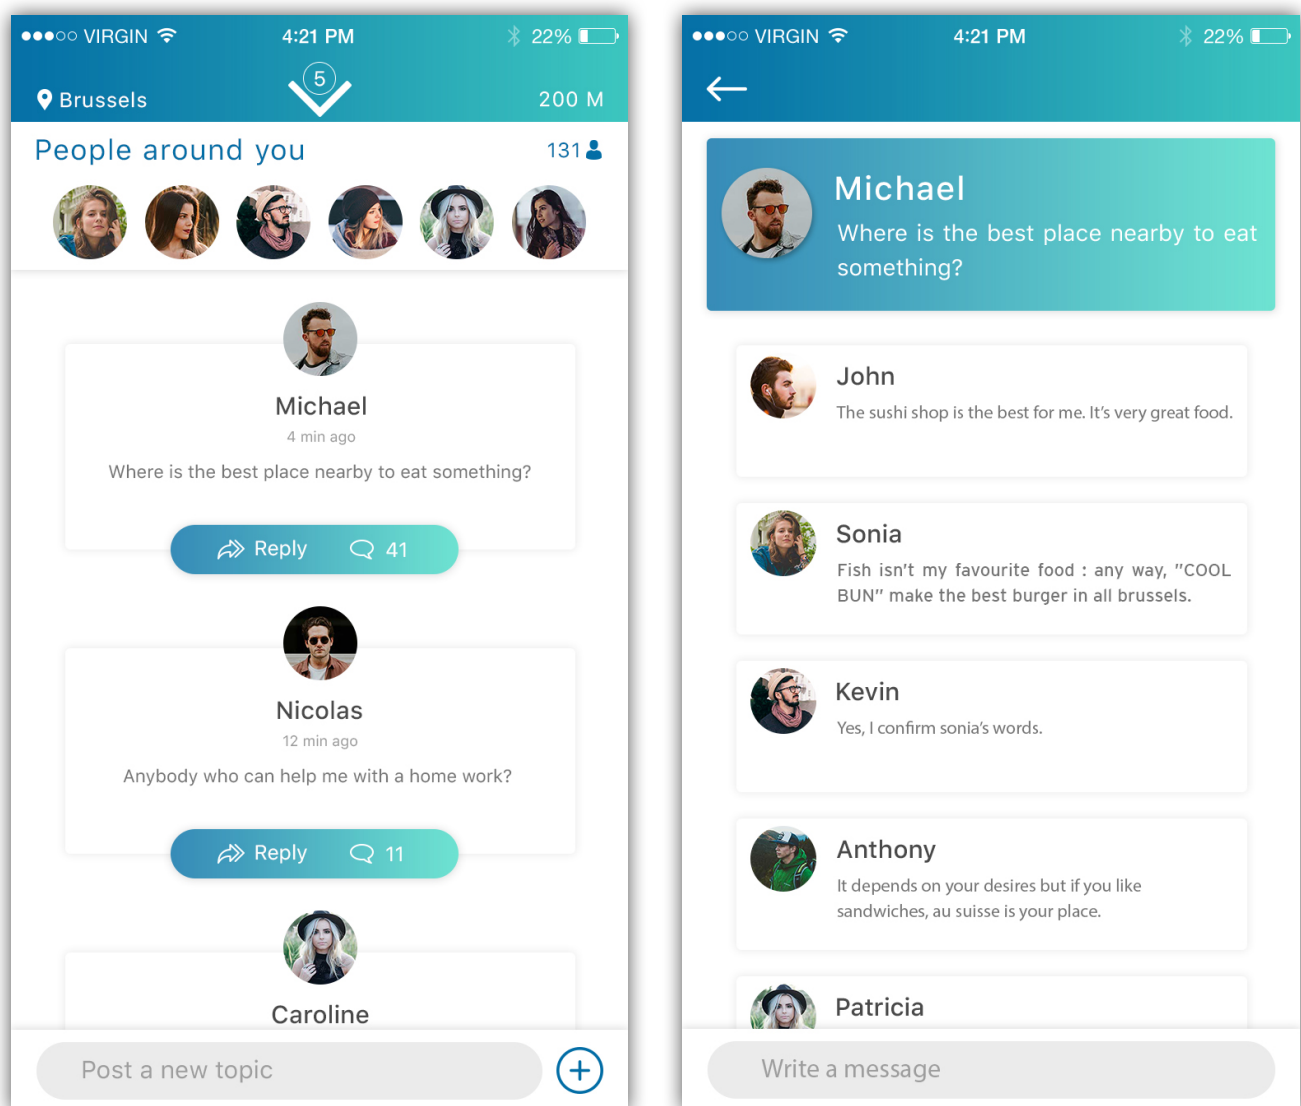 VIRGIN 4:21 PM 22%
5
Brussels 200 M
People around you 131
Michael
4 min ago
Where is the best place nearby to eat something?
Reply 41
Nicolas
12 min ago
Anybody who can help me with a home work?
Reply 11
Caroline
Post a new topic
VIRGIN 4:21 PM 22%
Michael
Where is the best place nearby to eat
something?
John
The sushi shop is the best for me. It's very great food.
Sonia
Fish isn't my favourite food : any way, "COOL
BUN" make the best burger in all brussels.
Kevin
Yes, I confirm sonia's words.
Anthony
It depends on your desires but if you like
sandwiches, au suisse is your place.
Patricia
Write a message